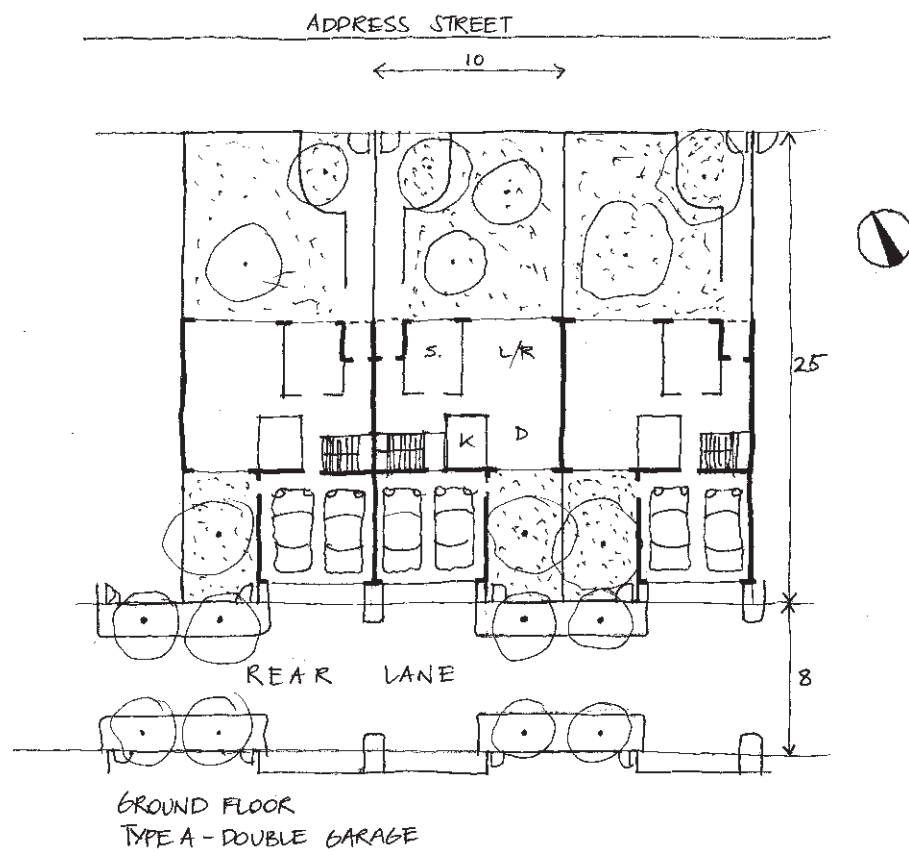 ADDRESS STREET
10
S. L/R
25
K D
REAR LANE
8
GROUND FLOOR
TYPE A - DOUBLE GARAGE